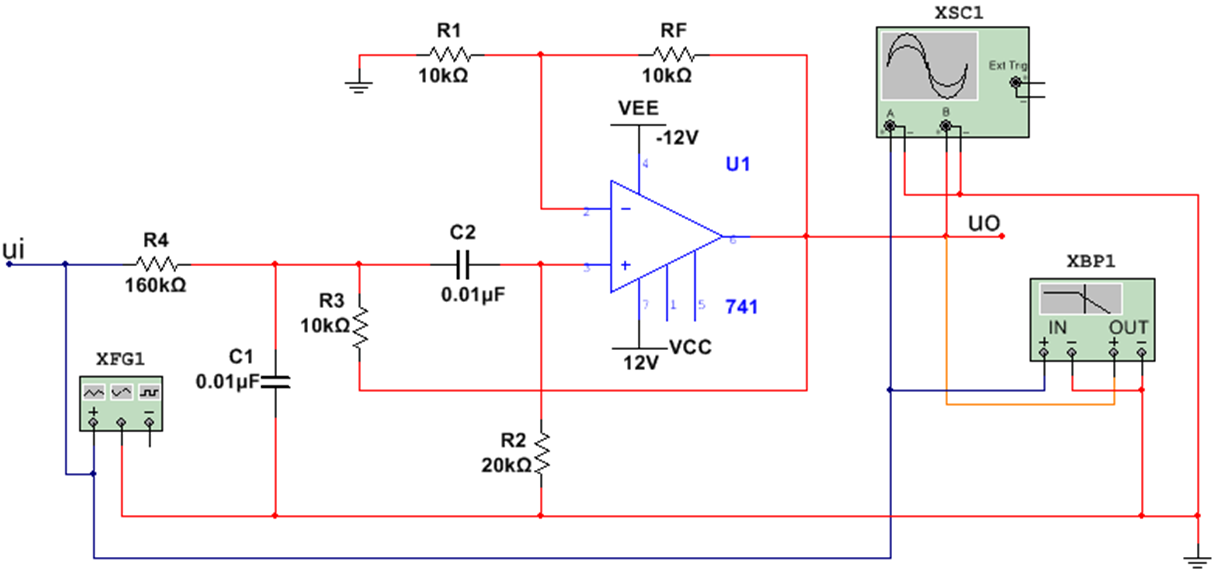 XSC1
R1
10kΩ
RF
10kΩ
Ext Trig
+
−
A
B
+ − + −
VEE
-12V
4
U1
2
−
6
uo
ui
R4
160kΩ
C2
0.01μF
3
+
R3
10kΩ
7
1
5
741
VCC
12V
XBP1
IN OUT
+ − + −
XFG1
+ −
C1
0.01μF
R2
20kΩ